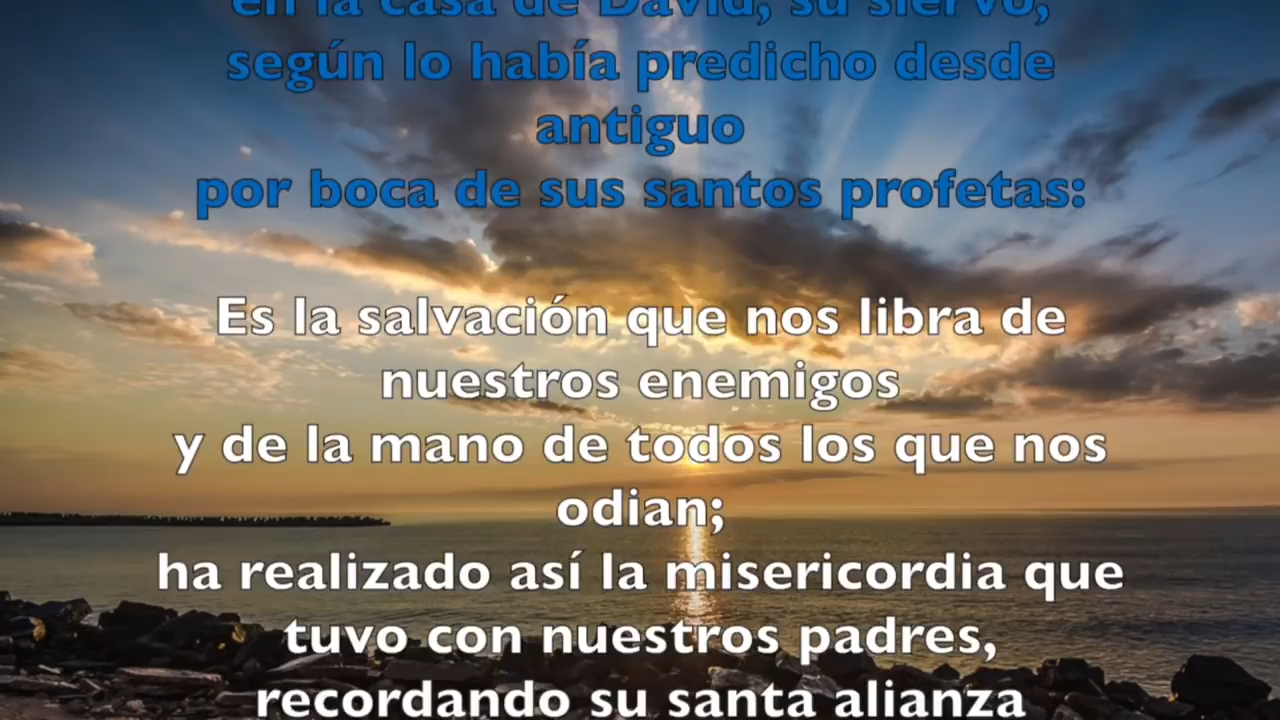 en la casa de David, su siervo,
según lo había predicho desde
antiguo
por boca de sus santos profetas:
Es la salvación que nos libra de
nuestros enemigos
y de la mano de todos los que nos
odian;
ha realizado así la misericordia que
tuvo con nuestros padres,
recordando su santa alianza